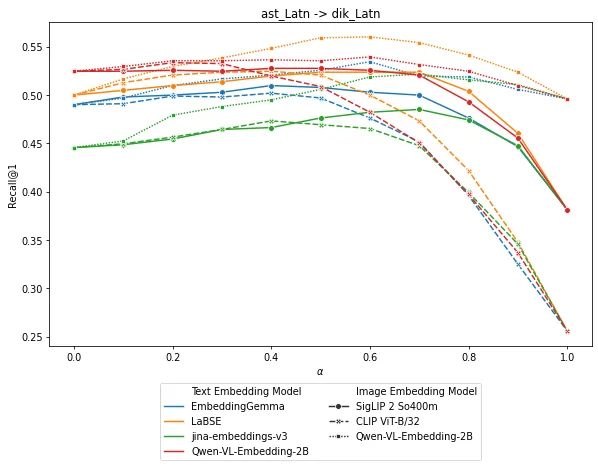 ast_Latn -> dik_Latn
Recall@1
0.55
0.50
0.45
0.40
0.35
0.30
0.25
0.0 0.2 0.4 0.6 0.8 1.0
α
Text Embedding Model Image Embedding Model
EmbeddingGemma SigLIP 2 So400m
LaBSE CLIP ViT-B/32
jina-embeddings-v3 Qwen-VL-Embedding-2B
Qwen-VL-Embedding-2B